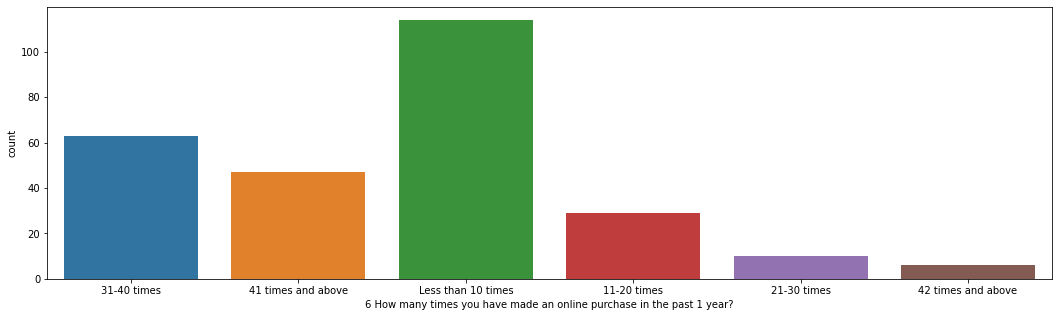 100
80
60
40
20
0
count
31-40 times
41 times and above
Less than 10 times
11-20 times
21-30 times
42 times and above
6 How many times you have made an online purchase in the past 1 year?